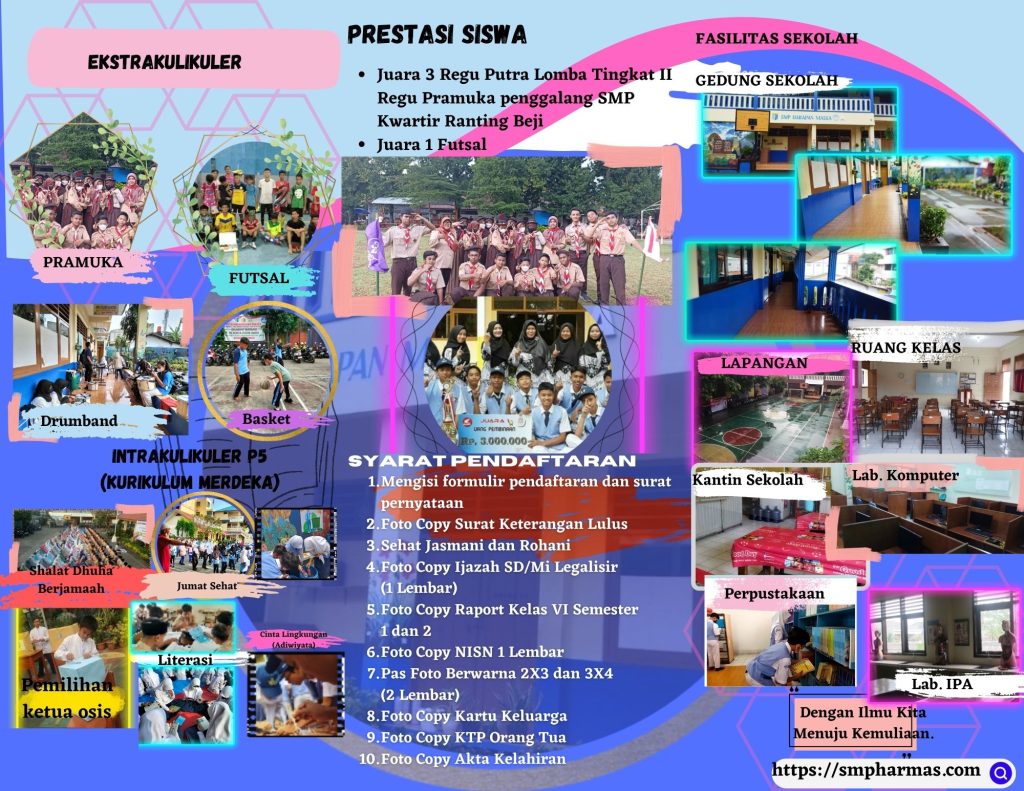 EKSTRAKULIKULER
PRAMUKA
FUTSAL
Drumband
Basket
INTRAKULIKULER P5
(KURIKULUM MERDEKA)
Shalat Dhuha
Berjamaah
Jumat Sehat
Pemilihan
ketua osis
Literasi
Cinta Lingkungan
(Adiwiyata)
PRESTASI SISWA
• Juara 3 Regu Putra Lomba Tingkat II
Regu Pramuka penggalang SMP
Kwartir Ranting Beji
• Juara 1 Futsal
JUARA 1
UANG PEMBINAAN
Rp. 3.000.000
SYARAT PENDAFTARAN
1. Mengisi formulir pendaftaran dan surat
pernyataan
2. Foto Copy Surat Keterangan Lulus
3. Sehat Jasmani dan Rohani
4. Foto Copy Ijazah SD/Mi Legalisir
(1 Lembar)
5. Foto Copy Raport Kelas VI Semester
1 dan 2
6. Foto Copy NISN 1 Lembar
7. Pas Foto Berwarna 2X3 dan 3X4
(2 Lembar)
8. Foto Copy Kartu Keluarga
9. Foto Copy KTP Orang Tua
10. Foto Copy Akta Kelahiran
FASILITAS SEKOLAH
GEDUNG SEKOLAH
SMP HARAPAN MASSA
LAPANGAN
RUANG KELAS
Kantin Sekolah
Lab. Komputer
Perpustakaan
Lab. IPA
"
Dengan Ilmu Kita
Menuju Kemuliaan.
"
https://smpharmas.com